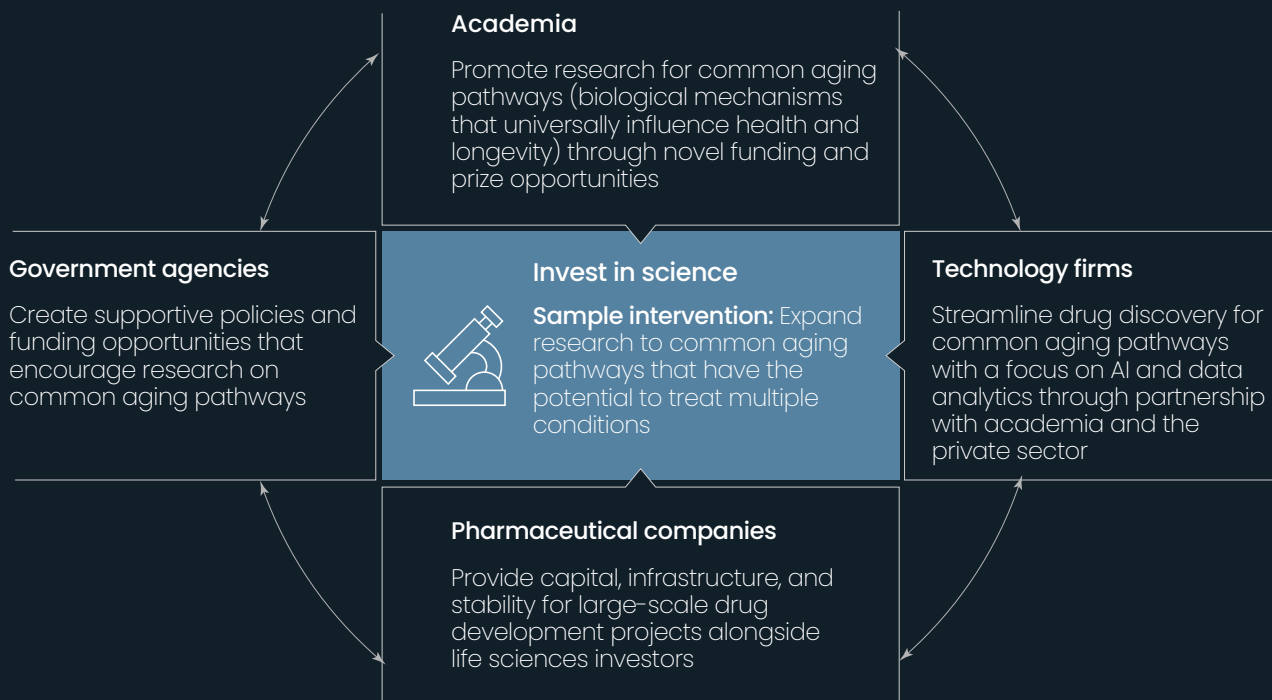 Academia
Promote research for common aging
pathways (biological mechanisms
that universally influence health and
longevity) through novel funding and
prize opportunities
Government agencies
Create supportive policies and
funding opportunities that
encourage research on
common aging pathways
Invest in science
Sample intervention: Expand
research to common aging
pathways that have the
potential to treat multiple
conditions
Technology firms
Streamline drug discovery for
common aging pathways
with a focus on AI and data
analytics through partnership
with academia and the
private sector
Pharmaceutical companies
Provide capital, infrastructure, and
stability for large-scale drug
development projects alongside
life sciences investors